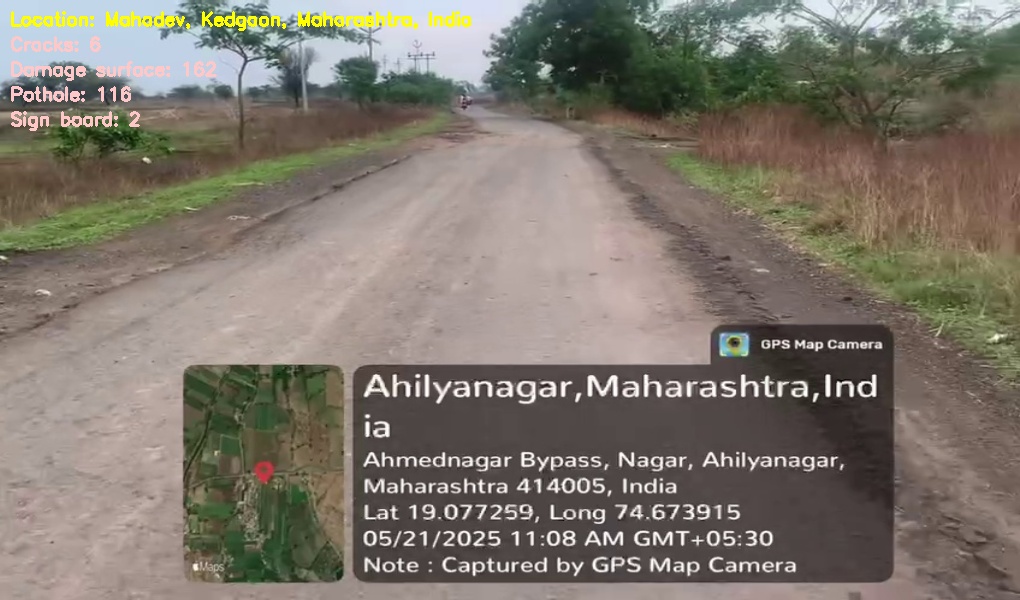 Location: Mahadev, Kedgaon, Maharashtra, India
Cracks: 6
Damage surface: 162
Pothole: 116
Sign board: 2
GPS Map Camera
Ahilyanagar,Maharashtra,Ind
ia
Ahmednagar Bypass, Nagar, Ahilyanagar,
Maharashtra 414005, India
Lat 19.077259, Long 74.673915
05/21/2025 11:08 AM GMT+05:30
Note : Captured by GPS Map Camera
Maps